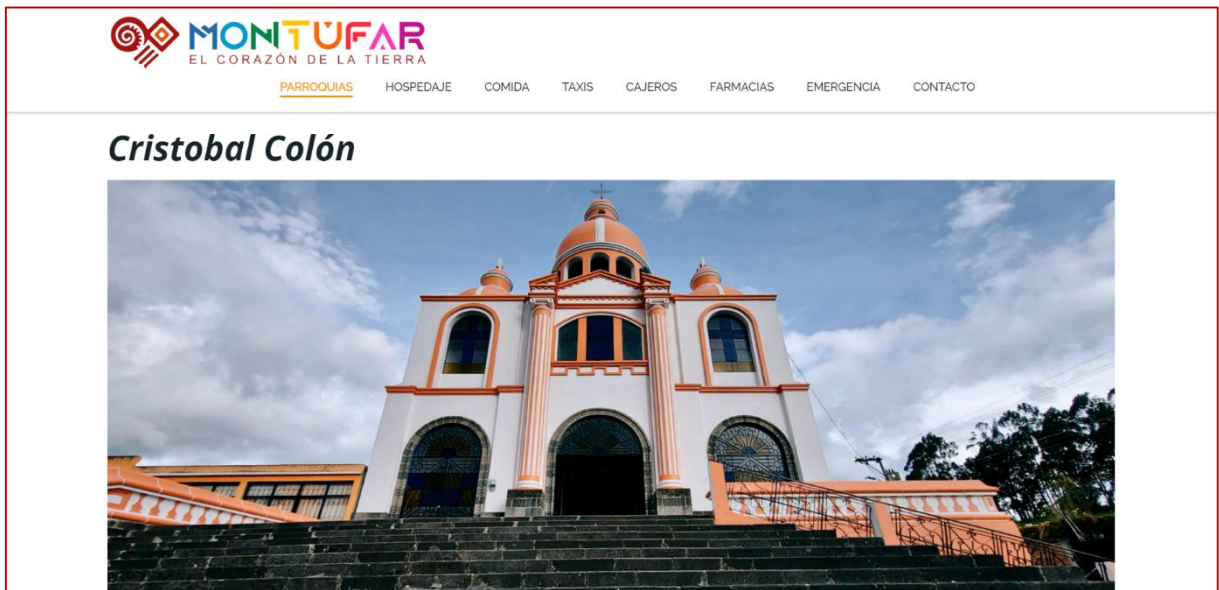 MONTÚFAR
EL CORAZÓN DE LA TIERRA
PARROQUIAS HOSPEDAJE COMIDA TAXIS CAJEROS FARMACIAS EMERGENCIA CONTACTO
Cristobal Colón